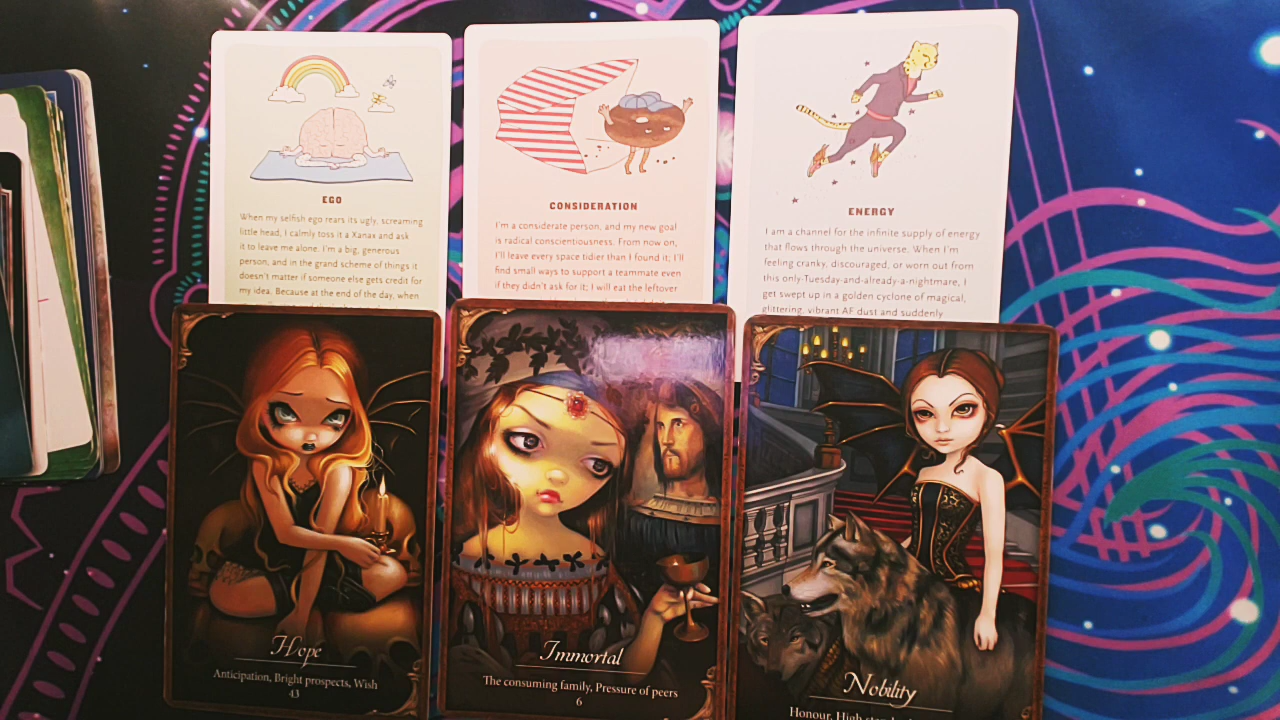 EGO
When my selfish ego rears its ugly, screaming
little head, I calmly toss it a Xanax and ask
it to leave me alone. I'm a big, generous
person, and in the grand scheme of things it
doesn't matter if someone else gets credit for
my idea. Because at the end of the day, when
CONSIDERATION
I'm a considerate person, and my new goal
is radical conscientiousness. From now on,
I'll leave every space tidier than I found it; I'll
find small ways to support a teammate even
if they didn't ask for it; I will eat the leftover
ENERGY
I am a channel for the infinite supply of energy
that flows through the universe. When I'm
feeling cranky, discouraged, or worn out from
this only-Tuesday-and-already-a-nightmare, I
get swept up in a golden cyclone of magical,
glittering, vibrant AF dust and suddenly
Hope
Anticipation, Bright prospects, Wish
43
Immortal
The consuming family, Pressure of peers
6
Nobility
Honour, High